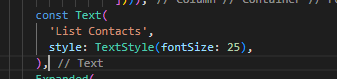 ]))), // Column // Container //
const Text(
'List Contacts',
style: TextStyle(fontSize: 25),
), // Text
Expanded(